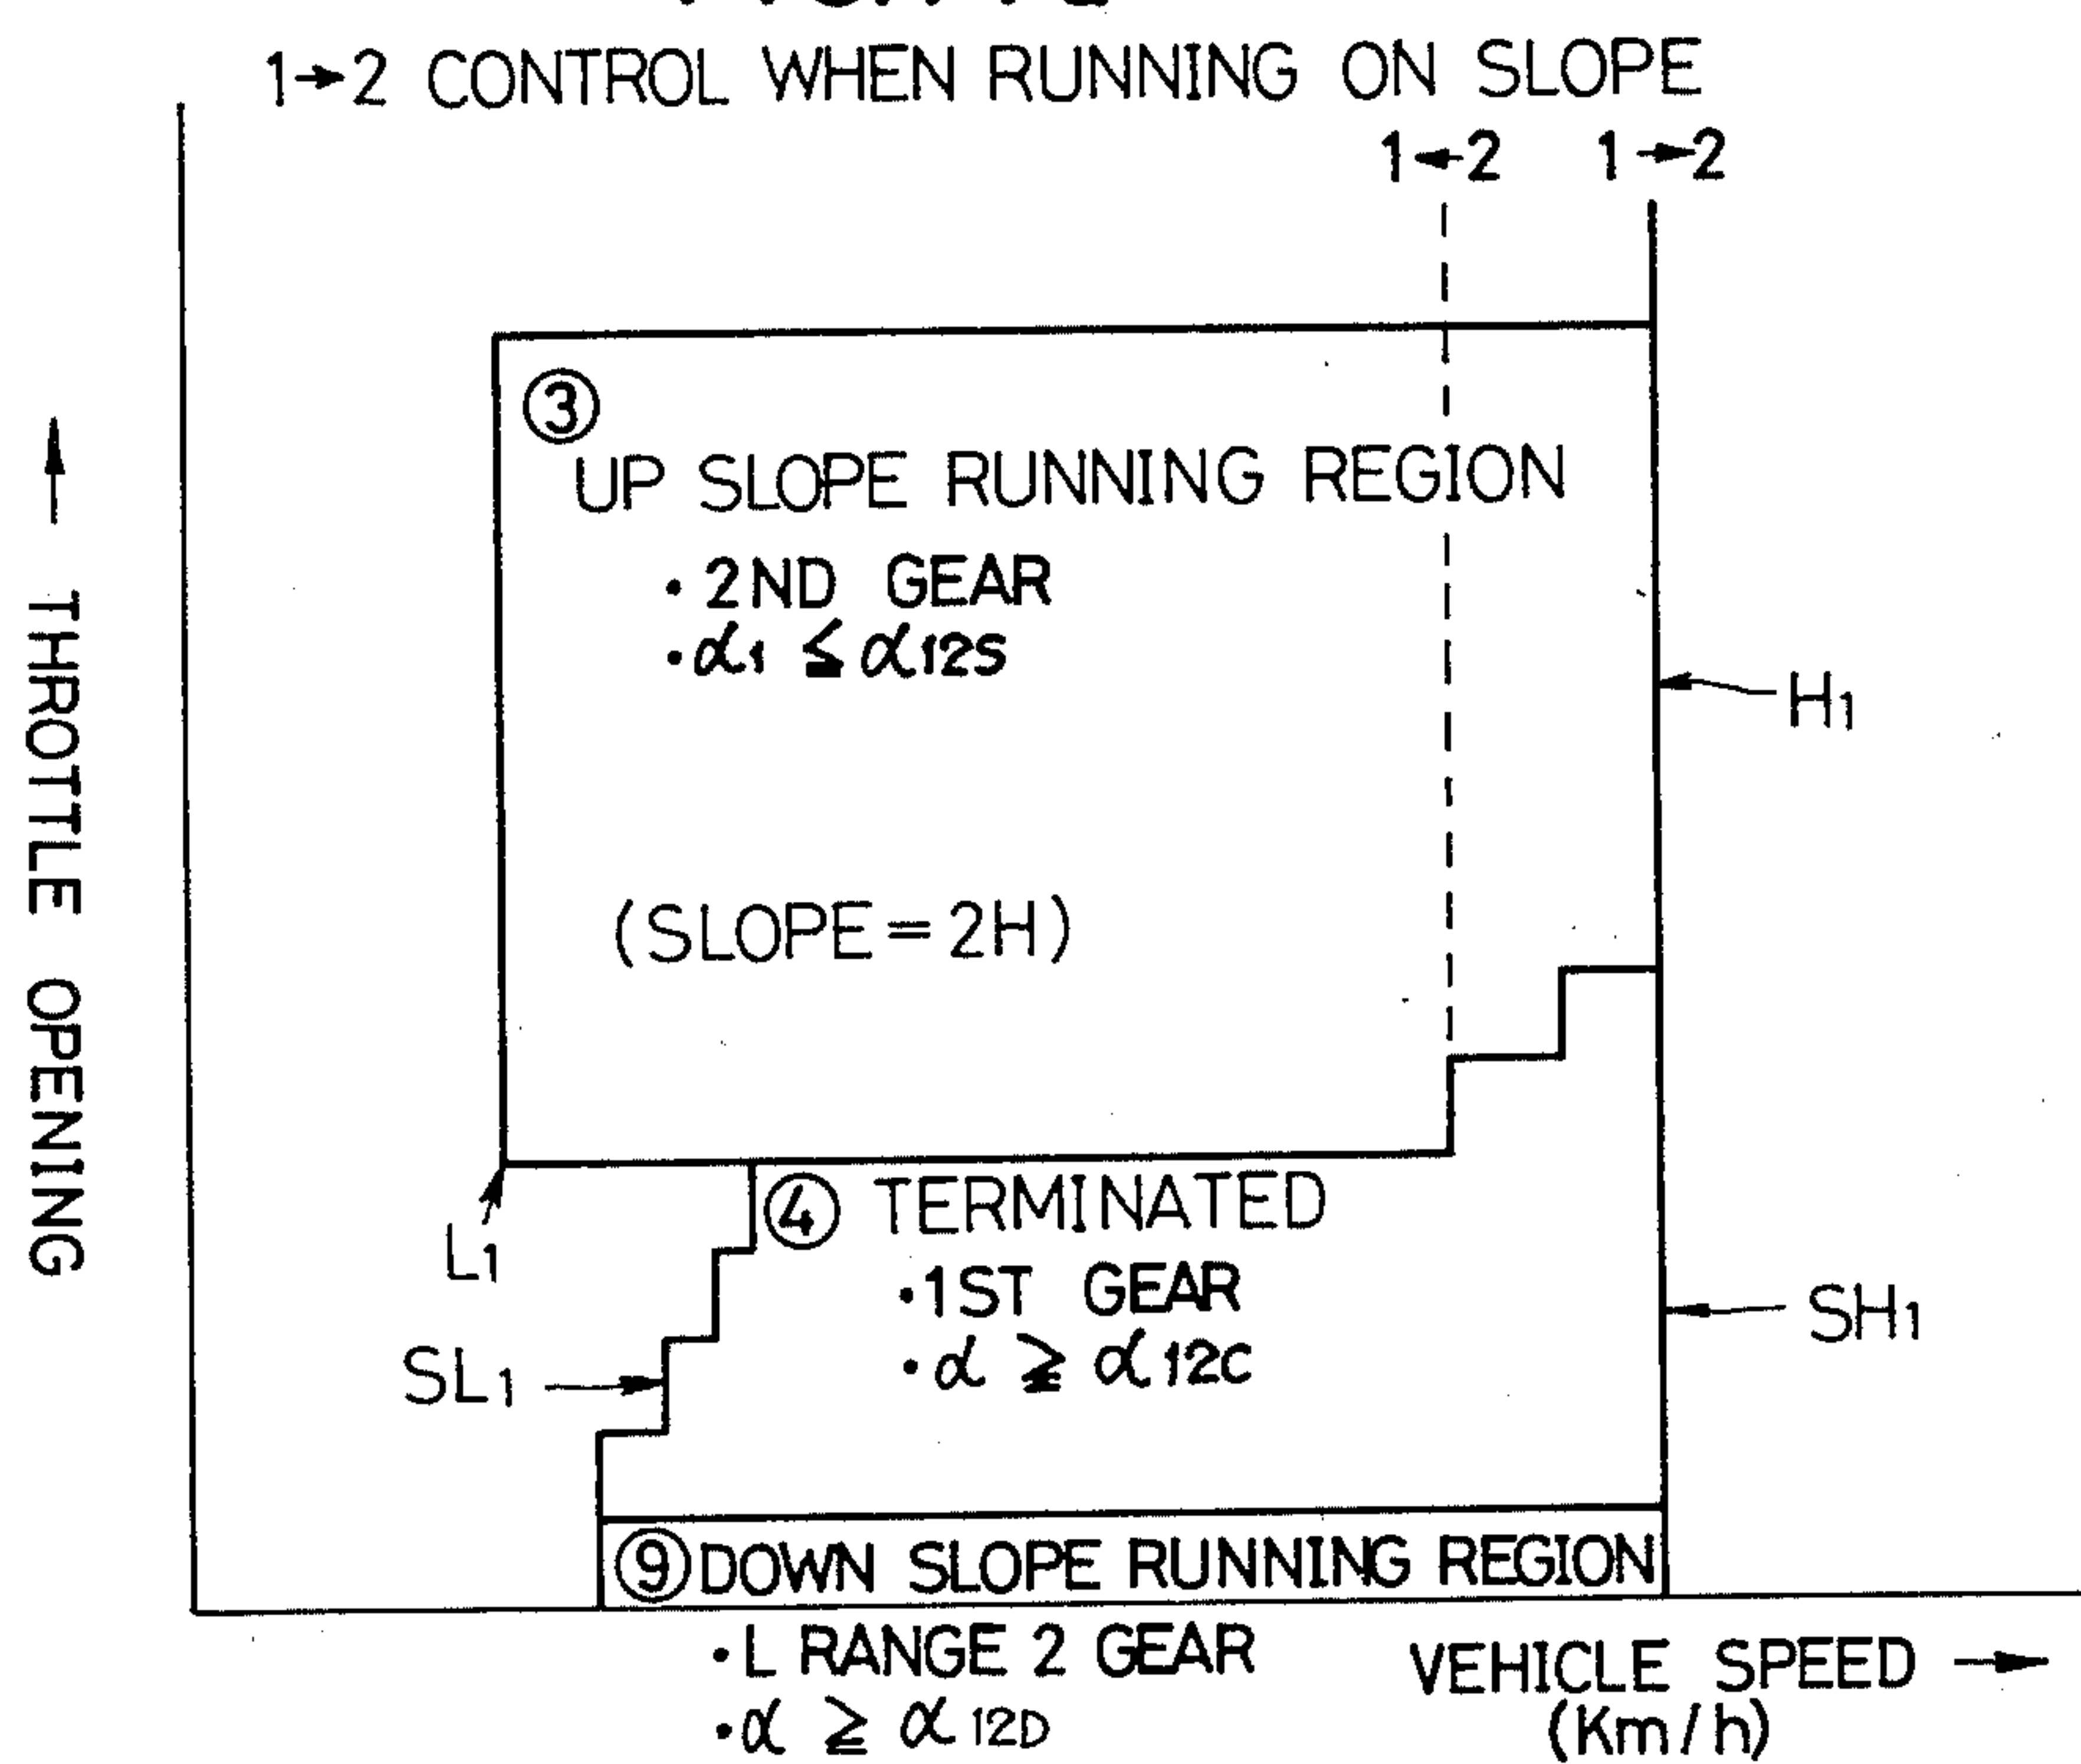 1→2 CONTROL WHEN RUNNING ON SLOPE
1←2 1→2
③
UP SLOPE RUNNING REGION
• 2ND GEAR
• α1 ≦ α12S
H1
(SLOPE=2H)
THROTTLE OPENING
④ TERMINATED
L1
• 1ST GEAR
SH1
• α ≧ α12C
SL1
⑨ DOWN SLOPE RUNNING REGION
• L RANGE 2 GEAR
• α ≧ α12D
VEHICLE SPEED →
(Km/h)